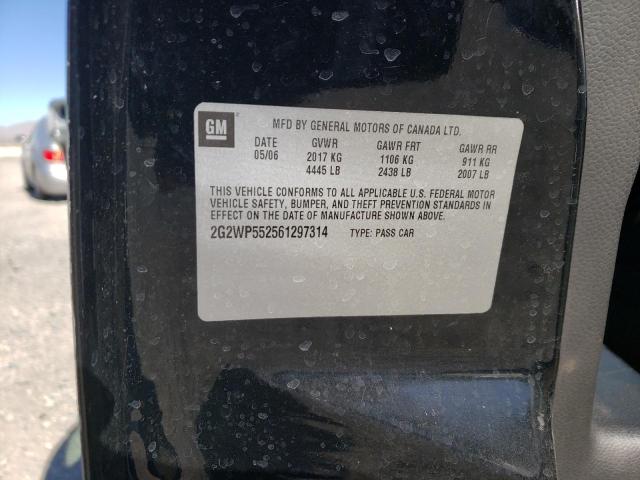 GM
MFD BY GENERAL MOTORS OF CANADA LTD.
DATE GVWR GAWR FRT GAWR RR
05/06 2017 KG 1106 KG 911 KG
4445 LB 2438 LB 2007 LB
THIS VEHICLE CONFORMS TO ALL APPLICABLE U.S. FEDERAL MOTOR
VEHICLE SAFETY, BUMPER, AND THEFT PREVENTION STANDARDS IN
EFFECT ON THE DATE OF MANUFACTURE SHOWN ABOVE.
2G2WP552561297314 TYPE: PASS CAR